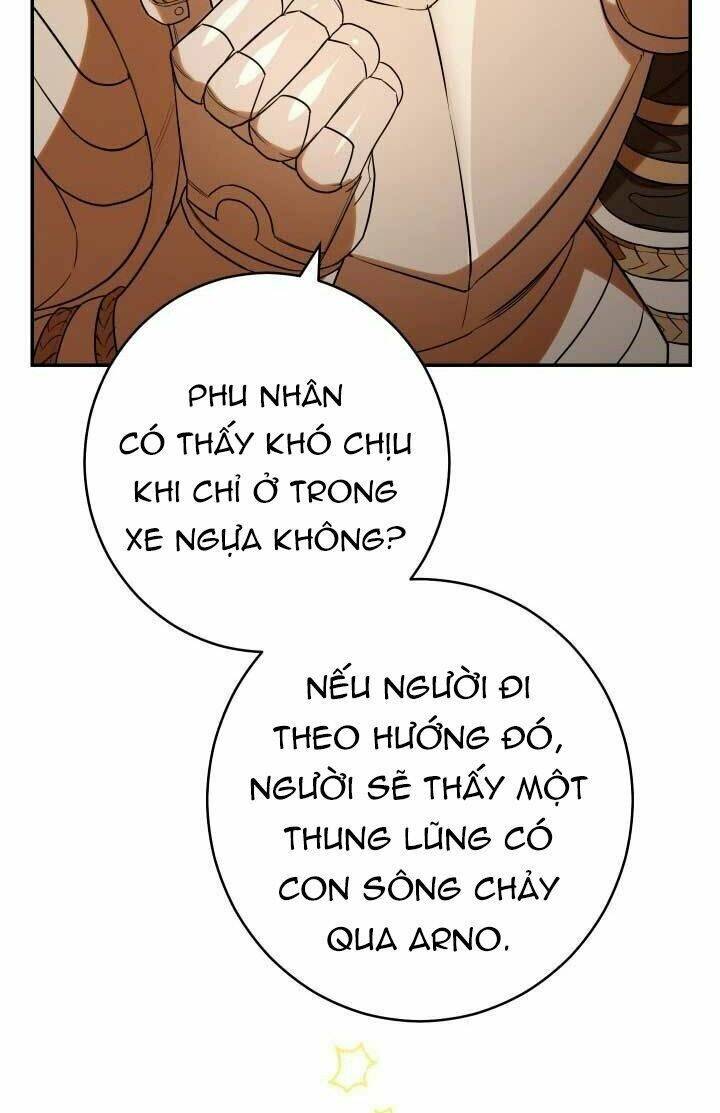 PHU NHÂN
CÓ THẤY KHÓ CHỊU
KHI CHỈ Ở TRONG
XE NGỰA KHÔNG?
NẾU NGƯỜI ĐI
THEO HƯỚNG ĐÓ,
NGƯỜI SẼ THẤY MỘT
THUNG LŨNG CÓ
CON SÔNG CHẢY
QUA ARNO.